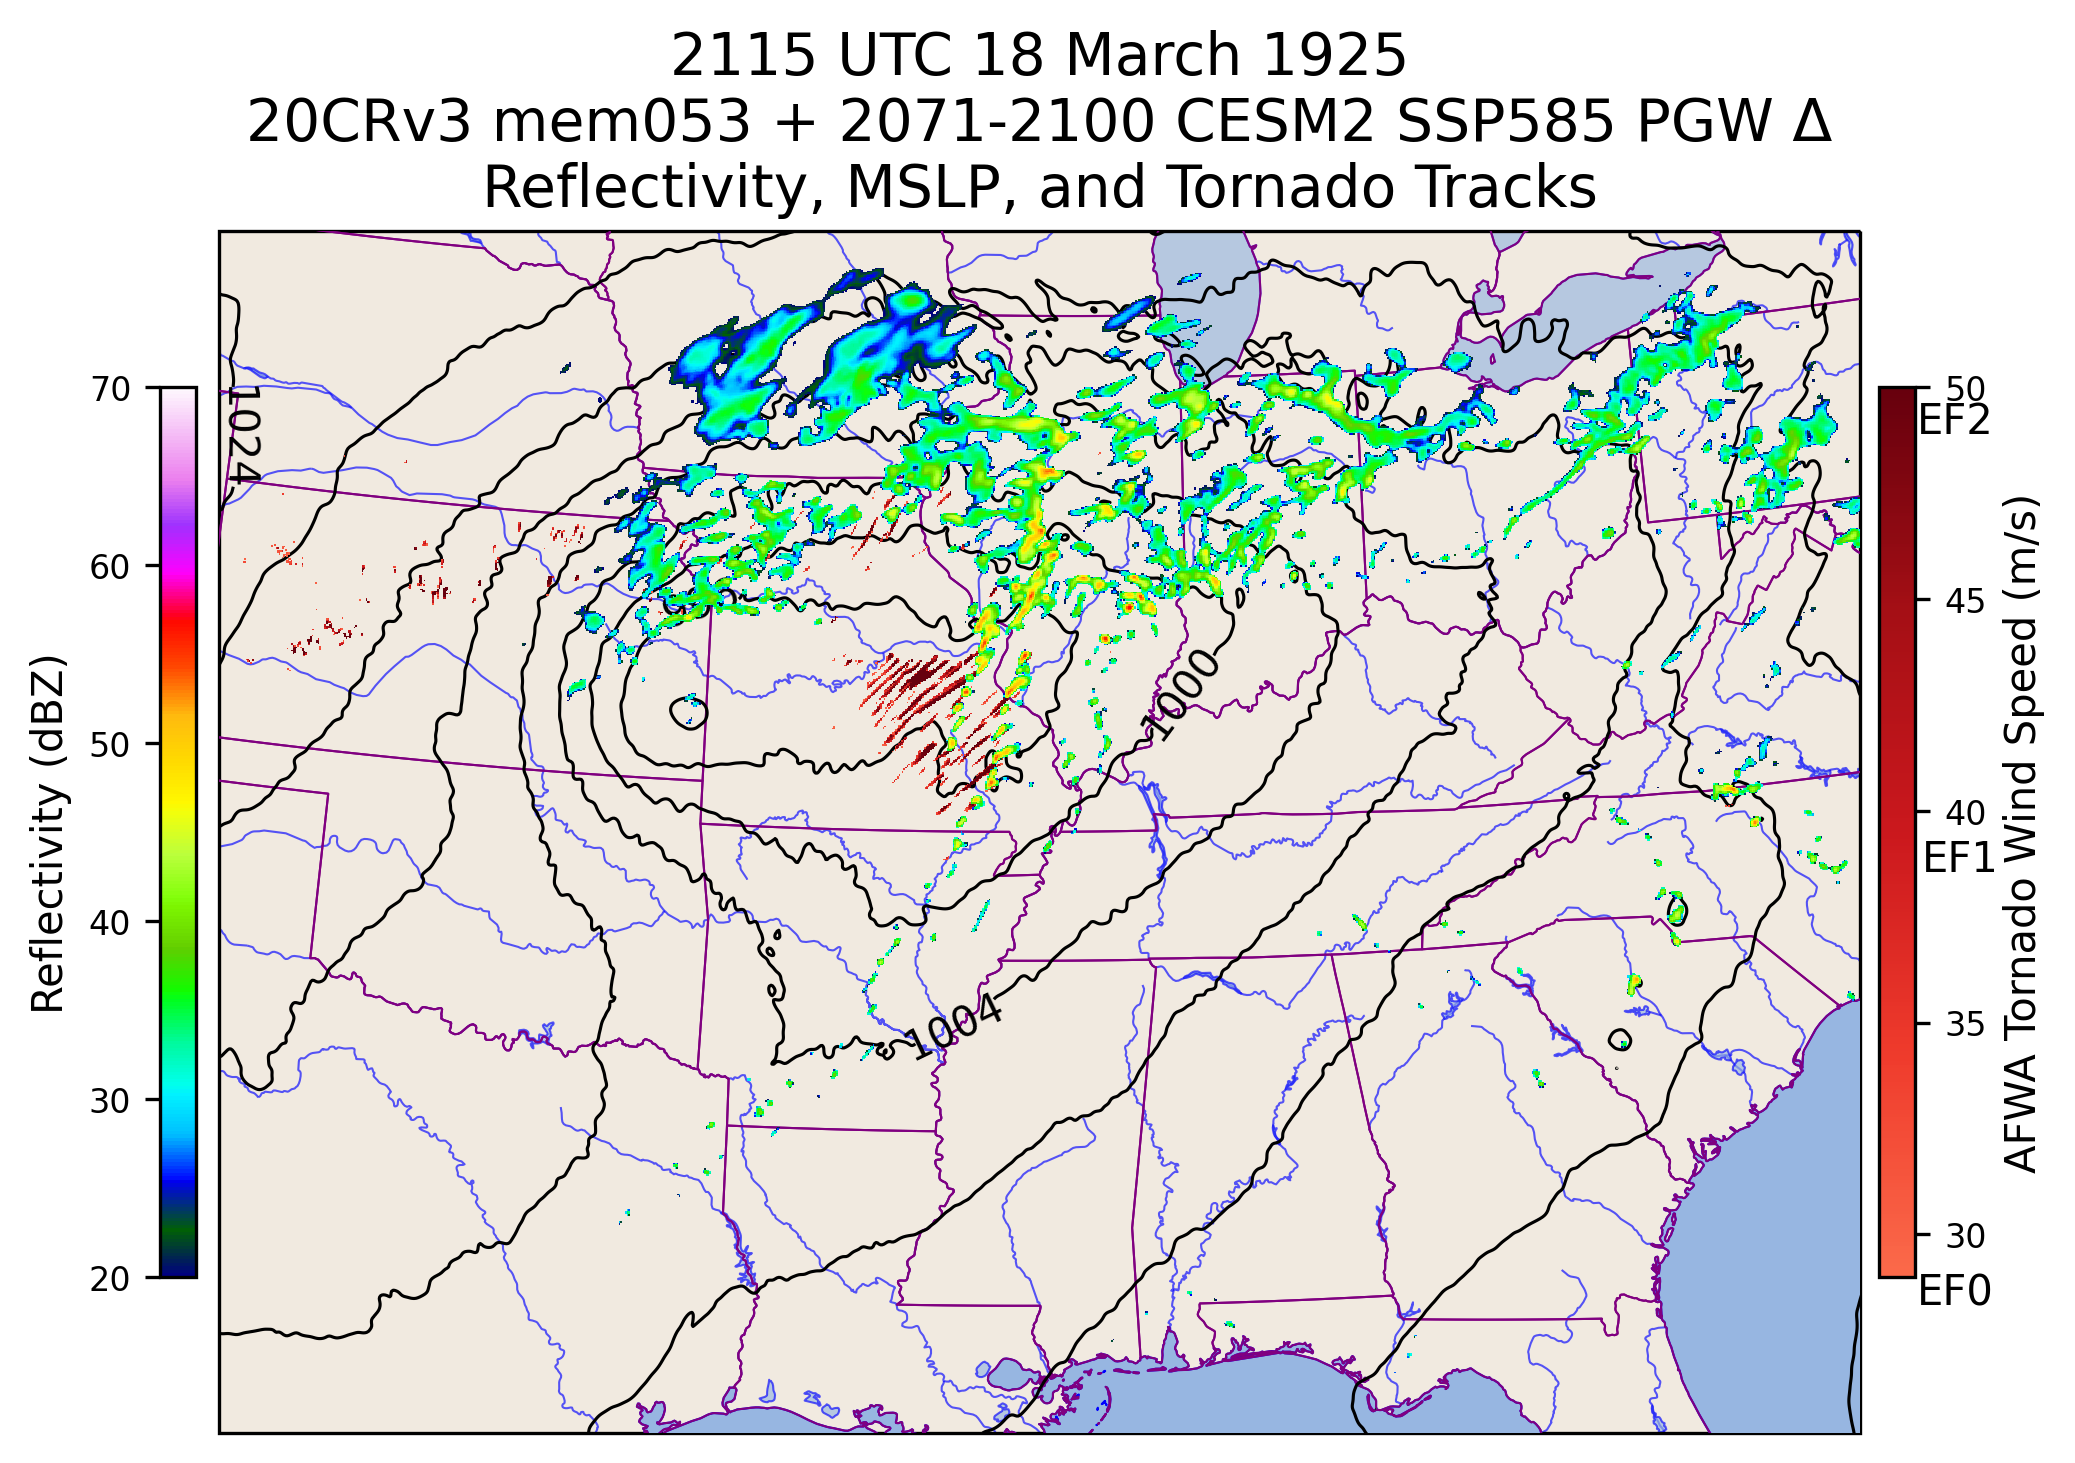 2115 UTC 18 March 1925
20CRv3 mem053 + 2071-2100 CESM2 SSP585 PGW Δ
Reflectivity, MSLP, and Tornado Tracks
70
60
50
40
30
20
Reflectivity (dBZ)
1024
1000
1004
50
EF2
45
40
EF1
35
30
EF0
AFWA Tornado Wind Speed (m/s)